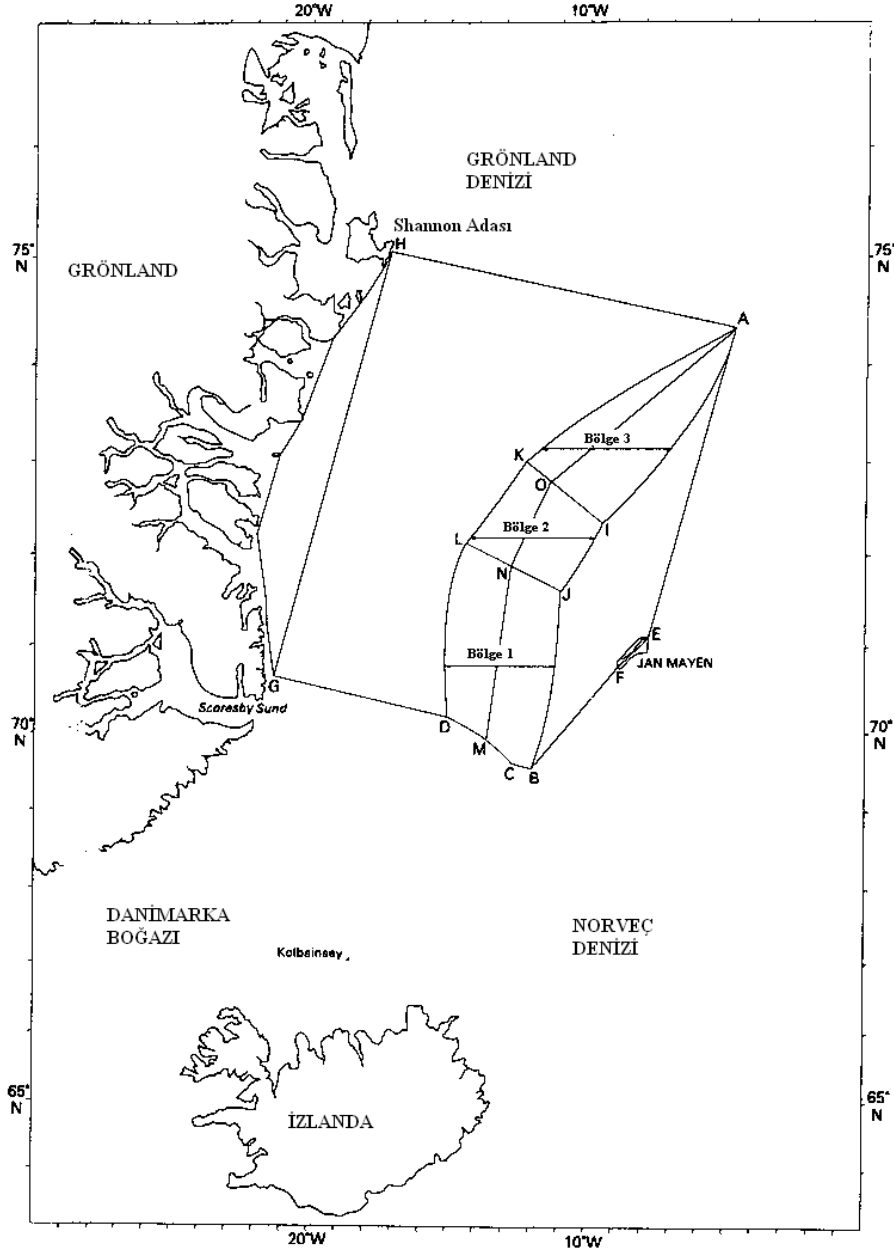 20°W
10°W
GRÖNLAND
DENİZİ
Shannon Adası
H
75°
N
75°
N
GRÖNLAND
A
Bölge 3
K
O
I
Bölge 2
L
N
J
E
Bölge 1
JAN MAYEN
F
G
Scoresby Sund
D
70°
N
70°
N
M
C
B
DANİMARKA
BOĞAZI
NORVEÇ
DENİZİ
Kolbeinsey
65°
N
65°
N
İZLANDA
20°W
10°W